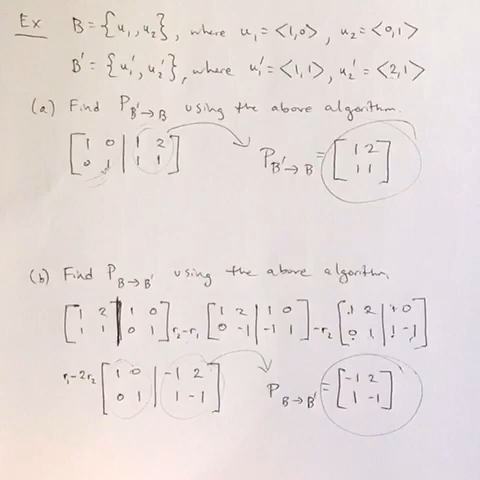 Ex B = {u₁, u₂}, where u₁ = <1,0>, u₂ = <0,1>
B' = {u₁', u₂'}, where u₁' = <1,1>, u₂' = <2,1>
(a) Find P_{B'→B} using the above algorithm.
[1 0 | 1 2; 0 1 | 1 1] P_{B'→B} = [1 2; 1 1]
(b) Find P_{B→B'} using the above algorithm.
[1 2 | 1 0; 1 1 | 0 1] r₂-r₁ [1 2 | 1 0; 0 -1 | -1 1] -r₂ [1 2 | 1 0; 0 1 | 1 -1]
r₁-2r₂ [1 0 | -1 2; 0 1 | 1 -1] P_{B→B'} = [-1 2; 1 -1]